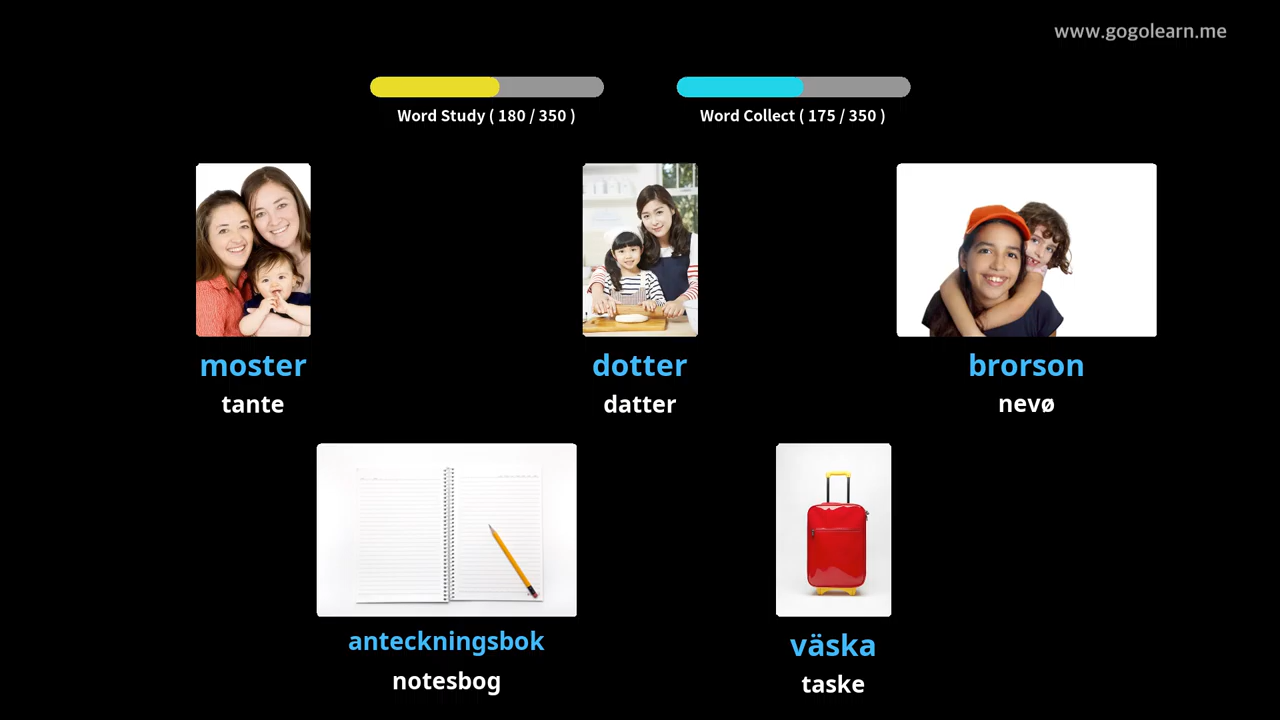 www.gogolearn.me
Word Study ( 180 / 350 )
Word Collect ( 175 / 350 )
moster
tante
dotter
datter
brorson
nevø
anteckningsbok
notesbog
väska
taske